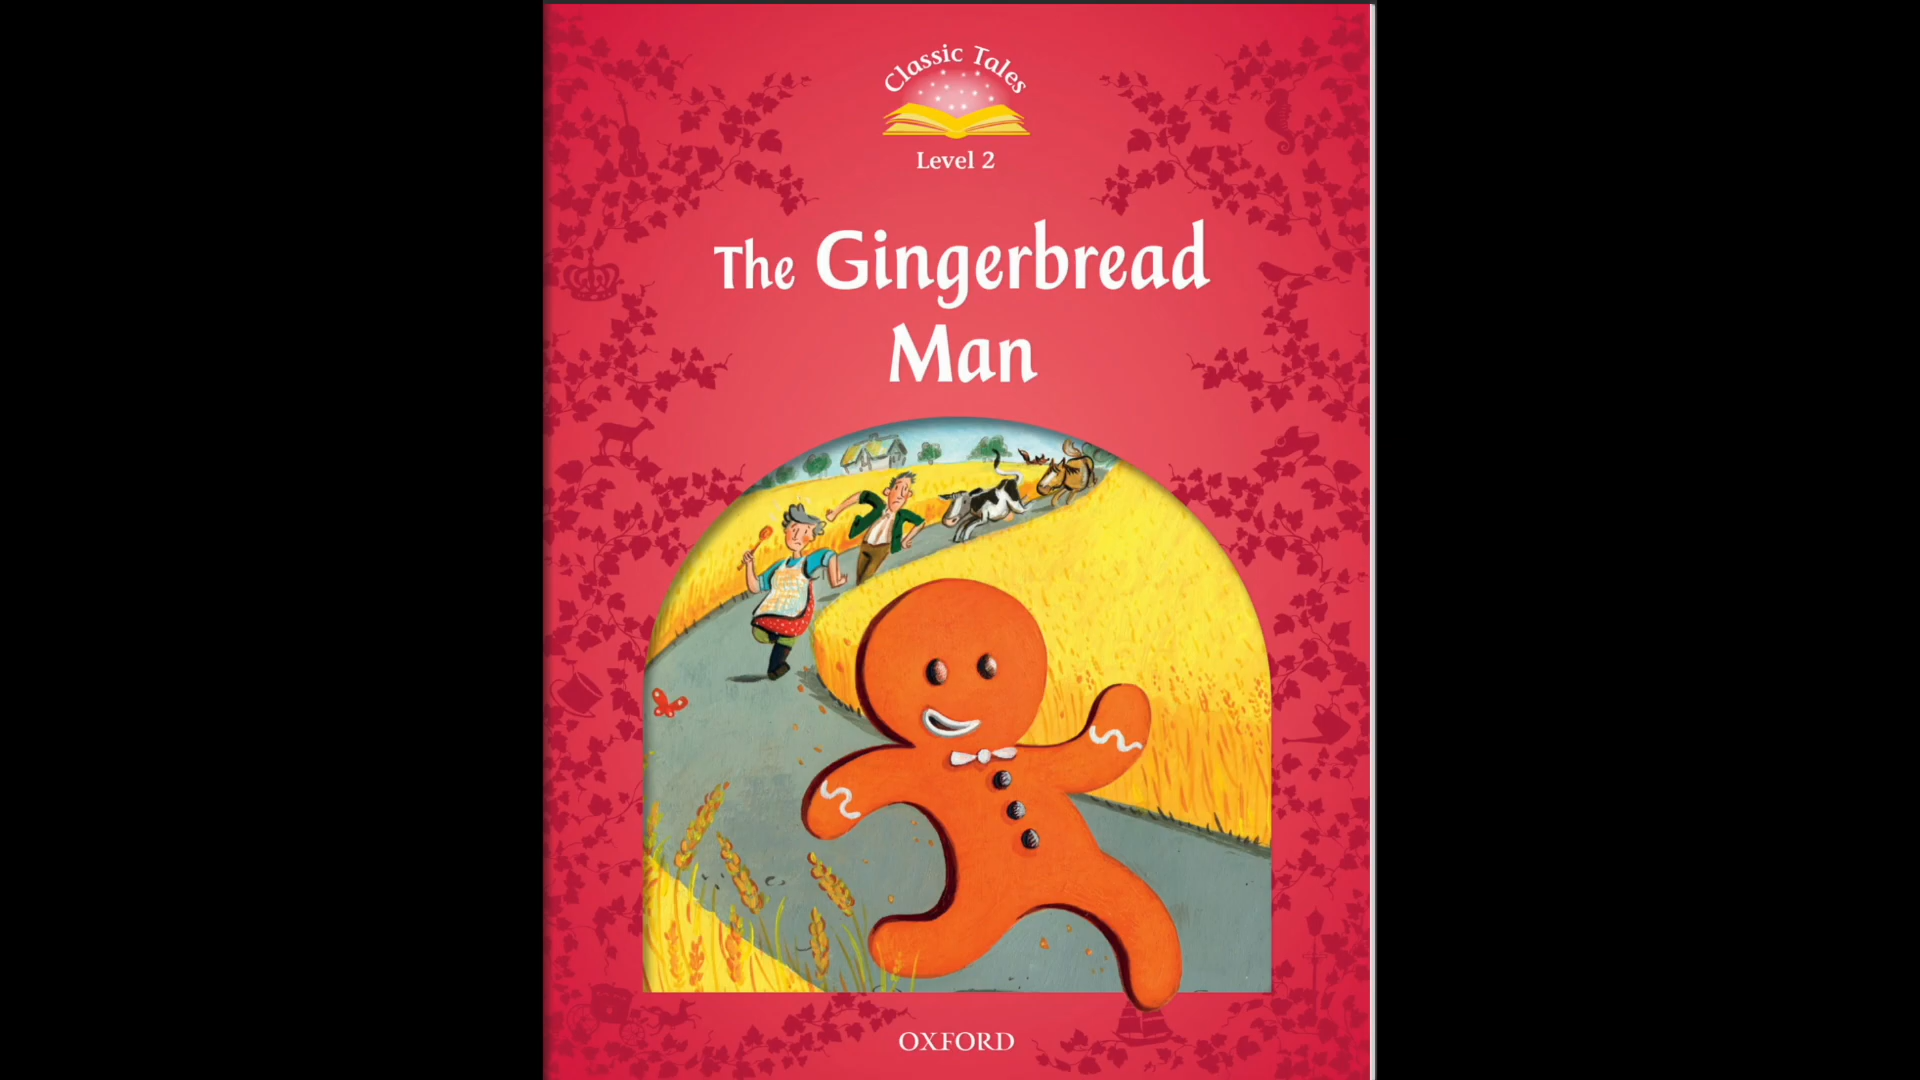 Classic Tales
Level 2
The Gingerbread
Man
OXFORD